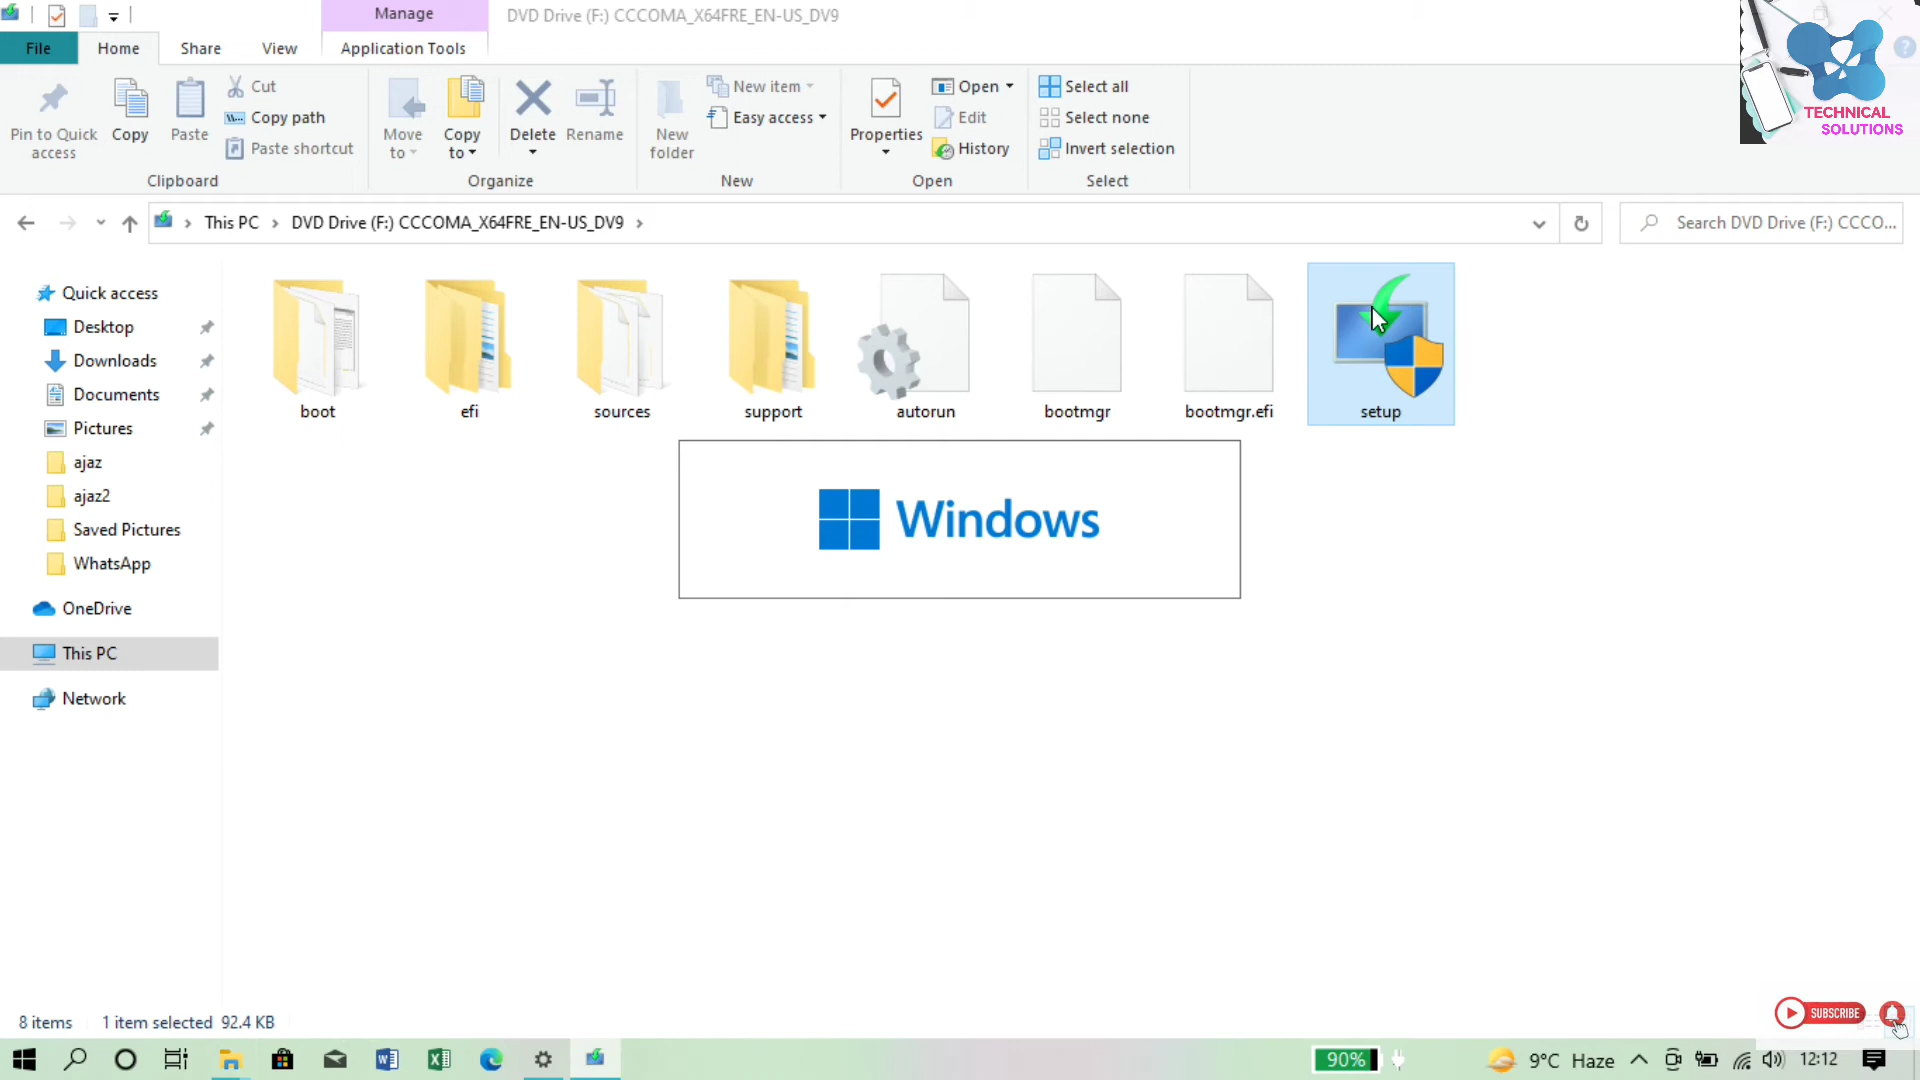 Manage
DVD Drive (F:) CCCOMA_X64FRE_EN-US_DV9
File
Home
Share
View
Application Tools
Pin to Quick access
Copy
Paste
Cut
Copy path
Paste shortcut
Clipboard
Move to
Copy to
Delete
Rename
Organize
New folder
New item
Easy access
New
Properties
Open
Edit
History
Open
Select all
Select none
Invert selection
Select
TECHNICAL
SOLUTIONS
This PC
DVD Drive (F:) CCCOMA_X64FRE_EN-US_DV9
Search DVD Drive (F:) CCCO...
Quick access
Desktop
Downloads
Documents
Pictures
ajaz
ajaz2
Saved Pictures
WhatsApp
OneDrive
This PC
Network
boot
efi
sources
support
autorun
bootmgr
bootmgr.efi
setup
Windows
8 items
1 item selected 92.4 KB
SUBSCRIBE
90%
9°C Haze
12:12